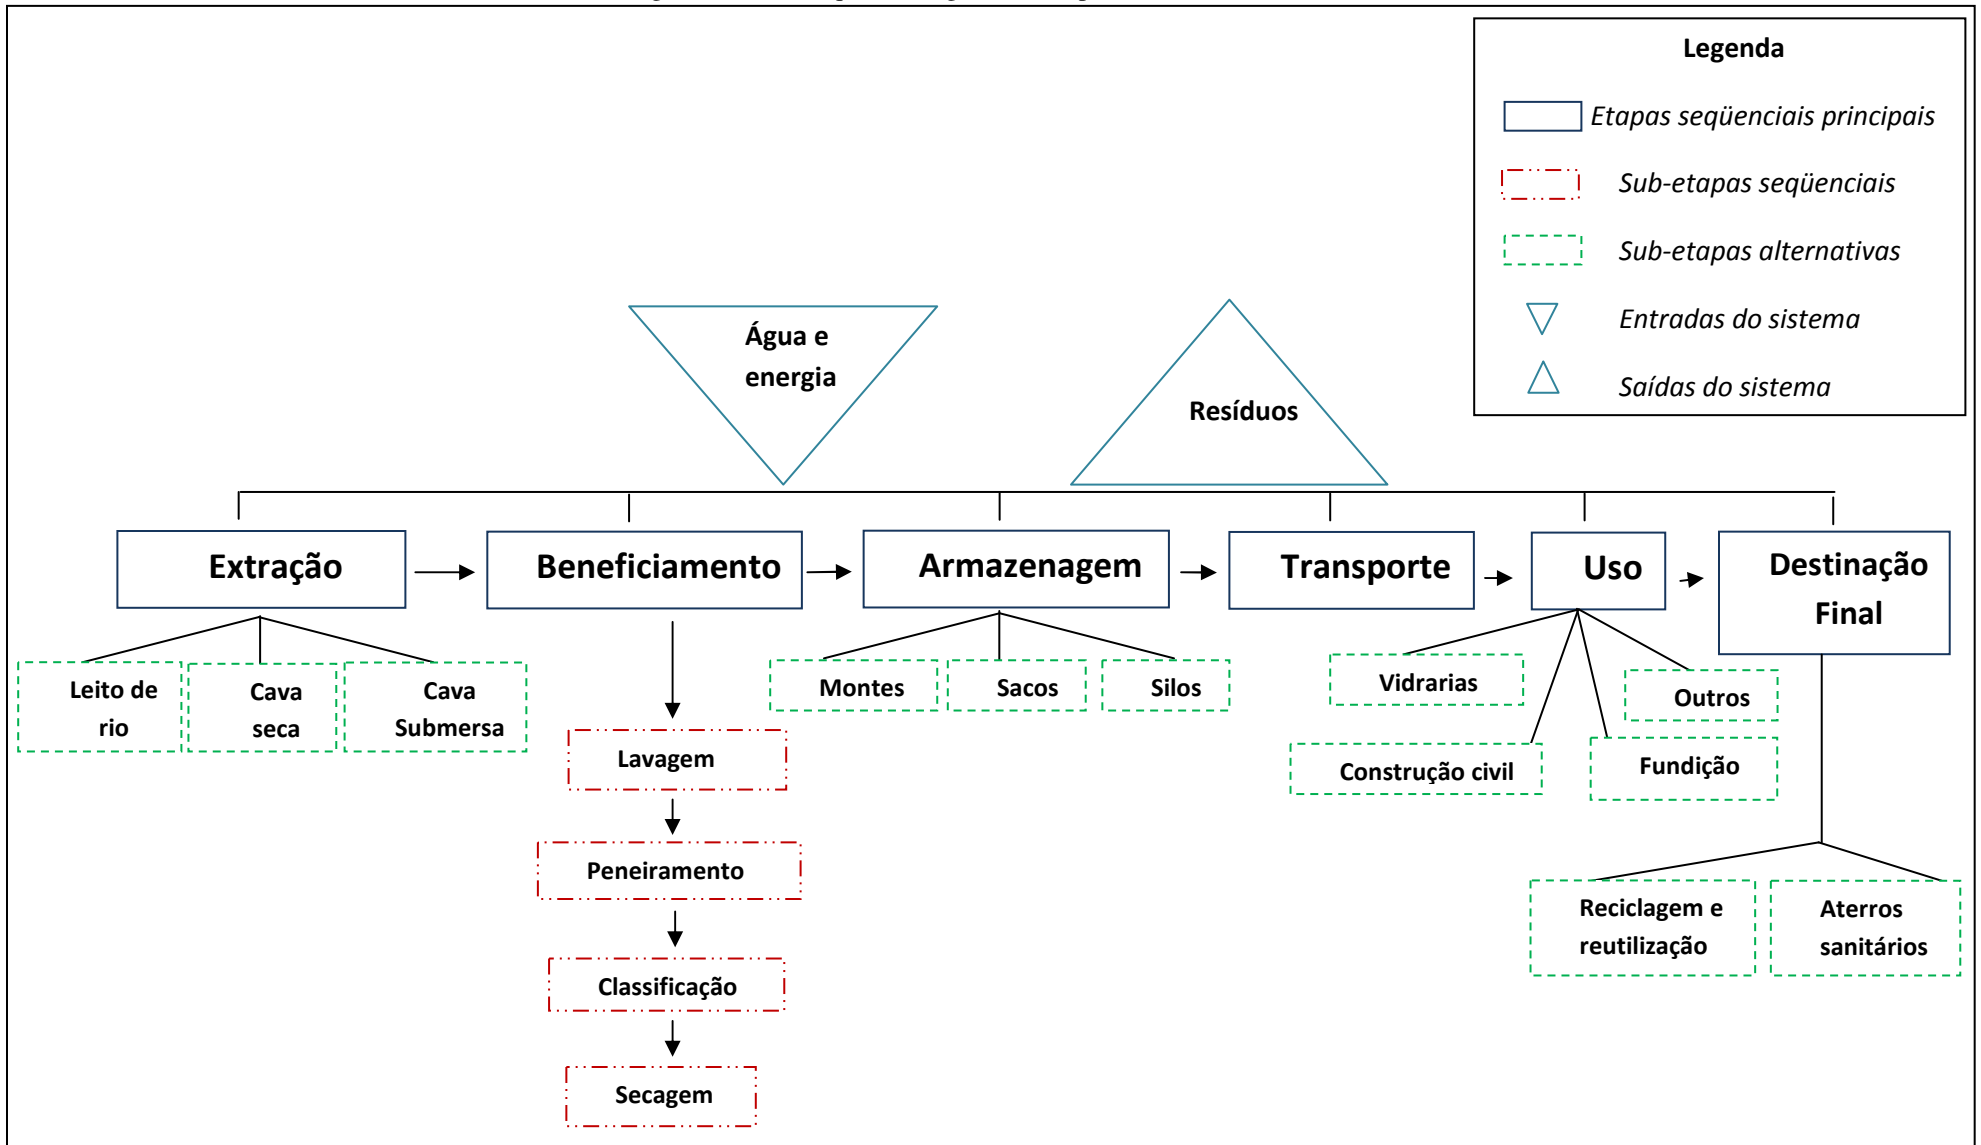 Legenda
Etapas seqüenciais principais
Sub-etapas seqüenciais
Sub-etapas alternativas
Entradas do sistema
Saídas do sistema
Água e
energia
Resíduos
Extração
Beneficiamento
Armazenagem
Transporte
Uso
Destinação
Final
Leito de
rio
Cava
seca
Cava
Submersa
Montes
Sacos
Silos
Vidrarias
Outros
Construção civil
Fundição
Lavagem
Peneiramento
Classificação
Secagem
Reciclagem e
reutilização
Aterros
sanitários